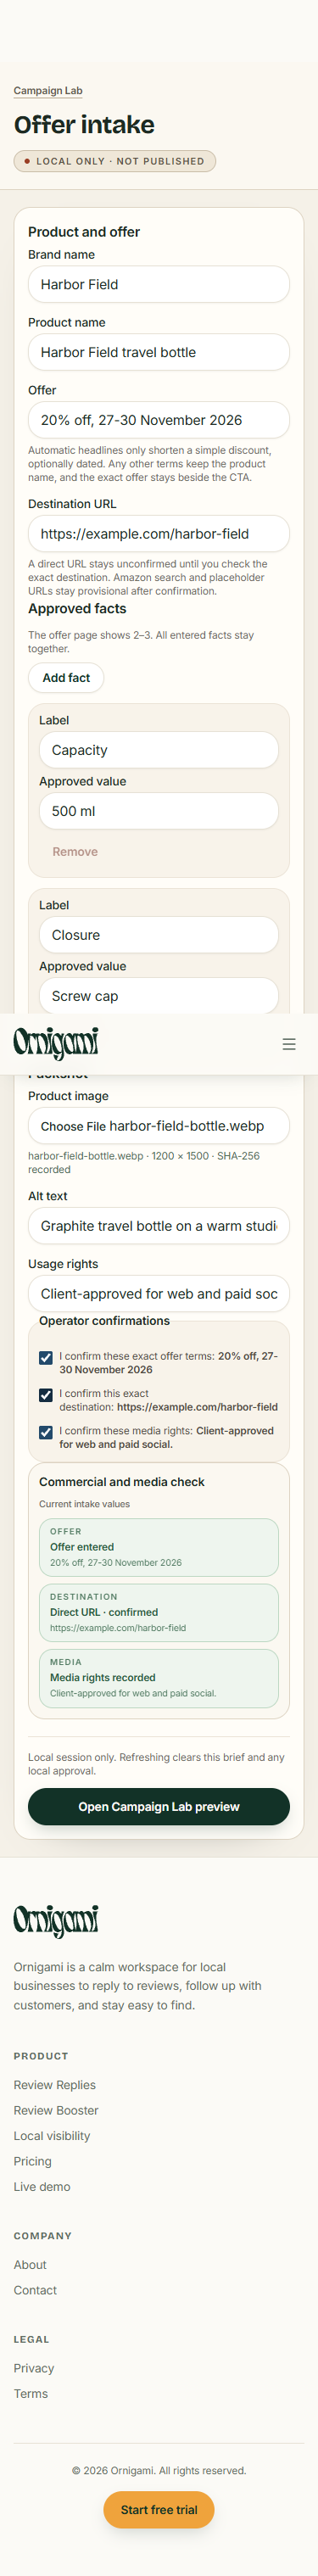 Campaign Lab
Offer intake
LOCAL ONLY · NOT PUBLISHED
Product and offer
Brand name
Harbor Field
Product name
Harbor Field travel bottle
Offer
20% off, 27-30 November 2026
Automatic headlines only shorten a simple discount,
optionally dated. Any other terms keep the product
name, and the exact offer stays beside the CTA.
Destination URL
https://example.com/harbor-field
A direct URL stays unconfirmed until you check the
exact destination. Amazon search and placeholder
URLs stay provisional after confirmation.
Approved facts
The offer page shows 2–3. All entered facts stay
together.
Add fact
Label
Capacity
Approved value
500 ml
Remove
Label
Closure
Approved value
Screw cap
Ornigami
Packshot
Product image
Choose File harbor-field-bottle.webp
harbor-field-bottle.webp · 1200 × 1500 · SHA-256
recorded
Alt text
Graphite travel bottle on a warm studi
Usage rights
Client-approved for web and paid soc
Operator confirmations
I confirm these exact offer terms: 20% off, 27-
30 November 2026
I confirm this exact
destination: https://example.com/harbor-field
I confirm these media rights: Client-approved
for web and paid social.
Commercial and media check
Current intake values
OFFER
Offer entered
20% off, 27-30 November 2026
DESTINATION
Direct URL · confirmed
https://example.com/harbor-field
MEDIA
Media rights recorded
Client-approved for web and paid social.
Local session only. Refreshing clears this brief and any
local approval.
Open Campaign Lab preview
Ornigami
Ornigami is a calm workspace for local
businesses to reply to reviews, follow up with
customers, and stay easy to find.
PRODUCT
Review Replies
Review Booster
Local visibility
Pricing
Live demo
COMPANY
About
Contact
LEGAL
Privacy
Terms
© 2026 Ornigami. All rights reserved.
Start free trial